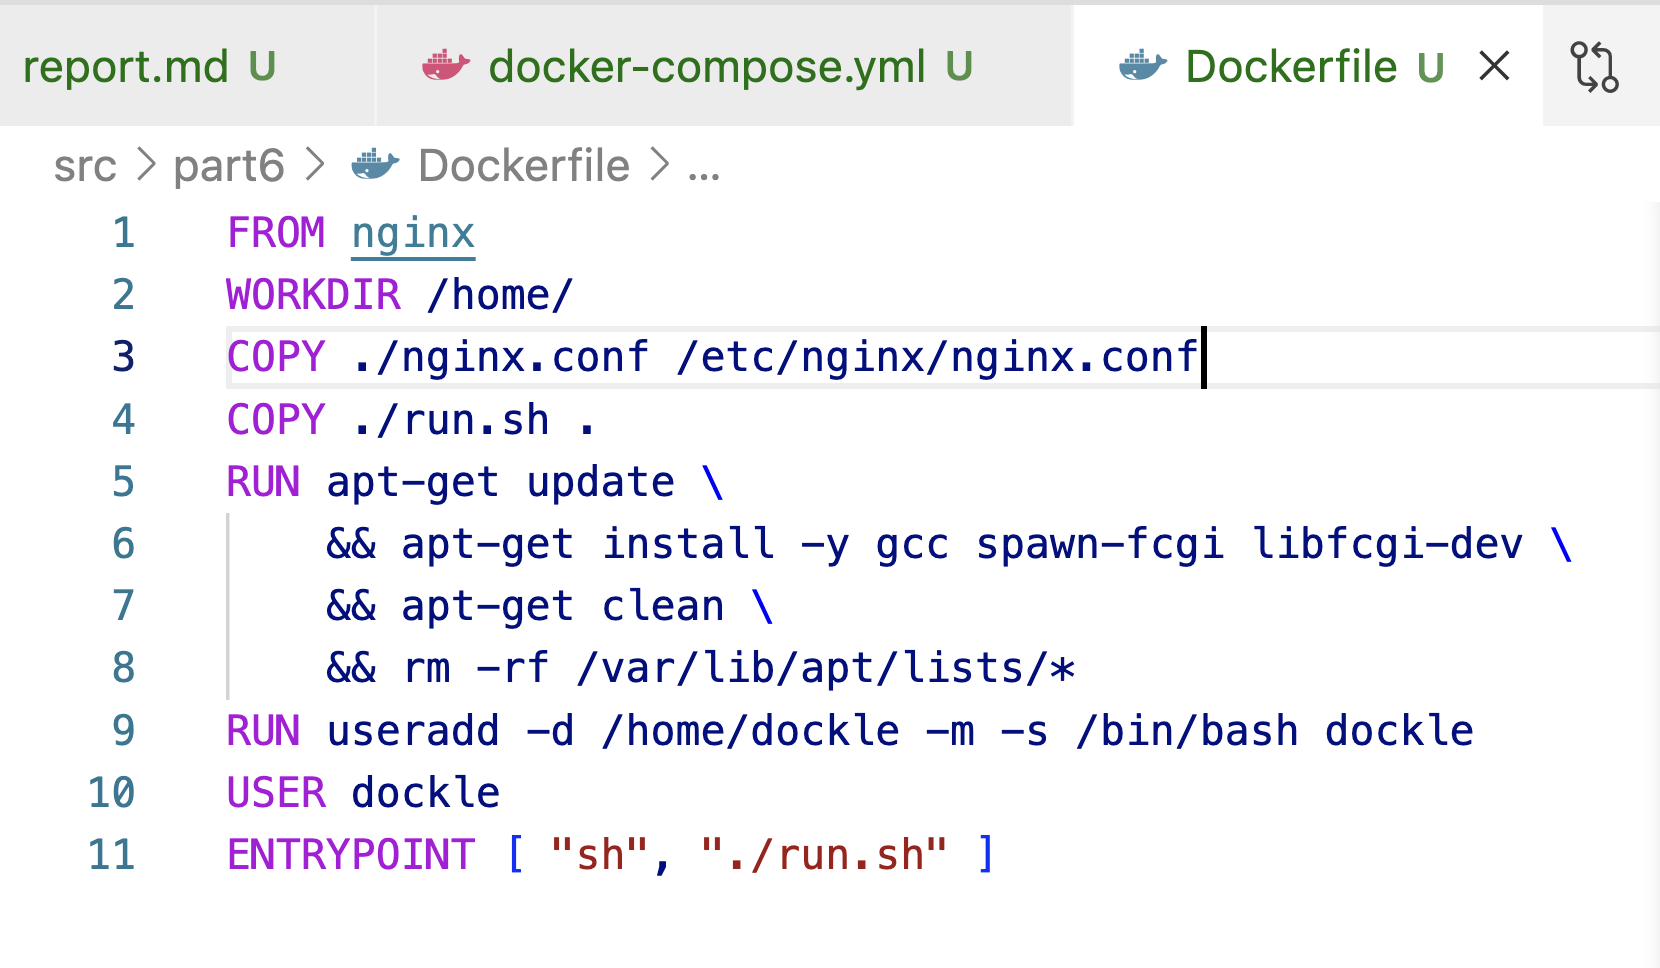 report.md U docker-compose.yml U Dockerfile U
src > part6 > Dockerfile > ...
1 FROM nginx
2 WORKDIR /home/
3 COPY ./nginx.conf /etc/nginx/nginx.conf
4 COPY ./run.sh .
5 RUN apt-get update \
6 && apt-get install -y gcc spawn-fcgi libfcgi-dev \
7 && apt-get clean \
8 && rm -rf /var/lib/apt/lists/*
9 RUN useradd -d /home/dockle -m -s /bin/bash dockle
10 USER dockle
11 ENTRYPOINT [ "sh", "./run.sh" ]